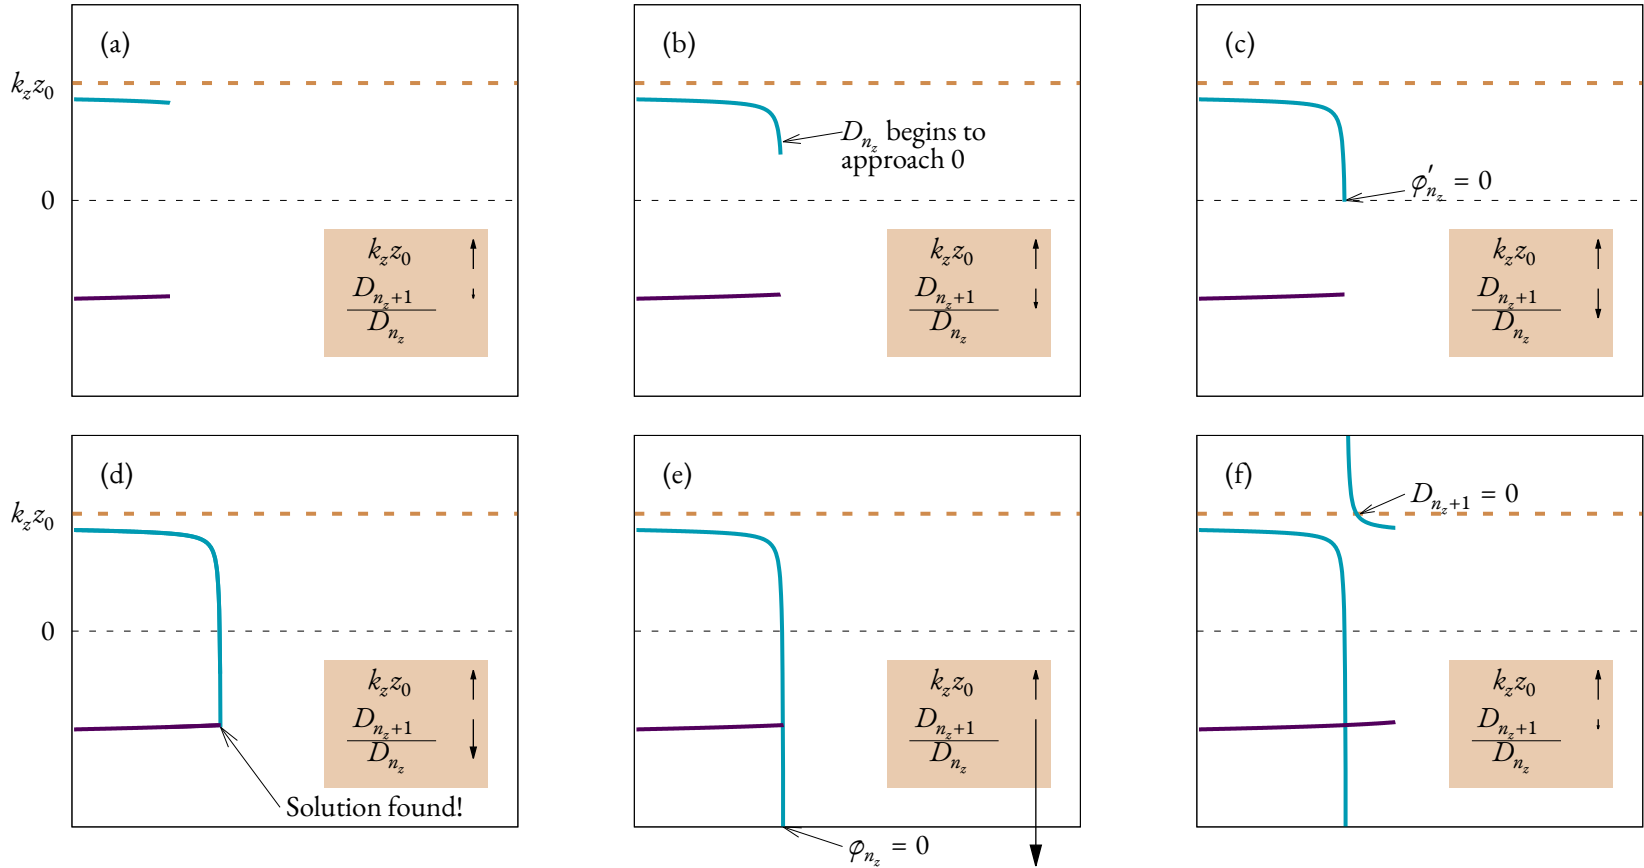 (a)
k_z z_0
0
k_z z_0
D_{n_z+1}
D_{n_z}
(b)
D_{n_z} begins to
approach 0
k_z z_0
D_{n_z+1}
D_{n_z}
(c)
φ′_{n_z} = 0
k_z z_0
D_{n_z+1}
D_{n_z}
(d)
k_z z_0
0
k_z z_0
D_{n_z+1}
D_{n_z}
Solution found!
(e)
k_z z_0
D_{n_z+1}
D_{n_z}
φ_{n_z} = 0
(f)
D_{n_z+1} = 0
k_z z_0
D_{n_z+1}
D_{n_z}